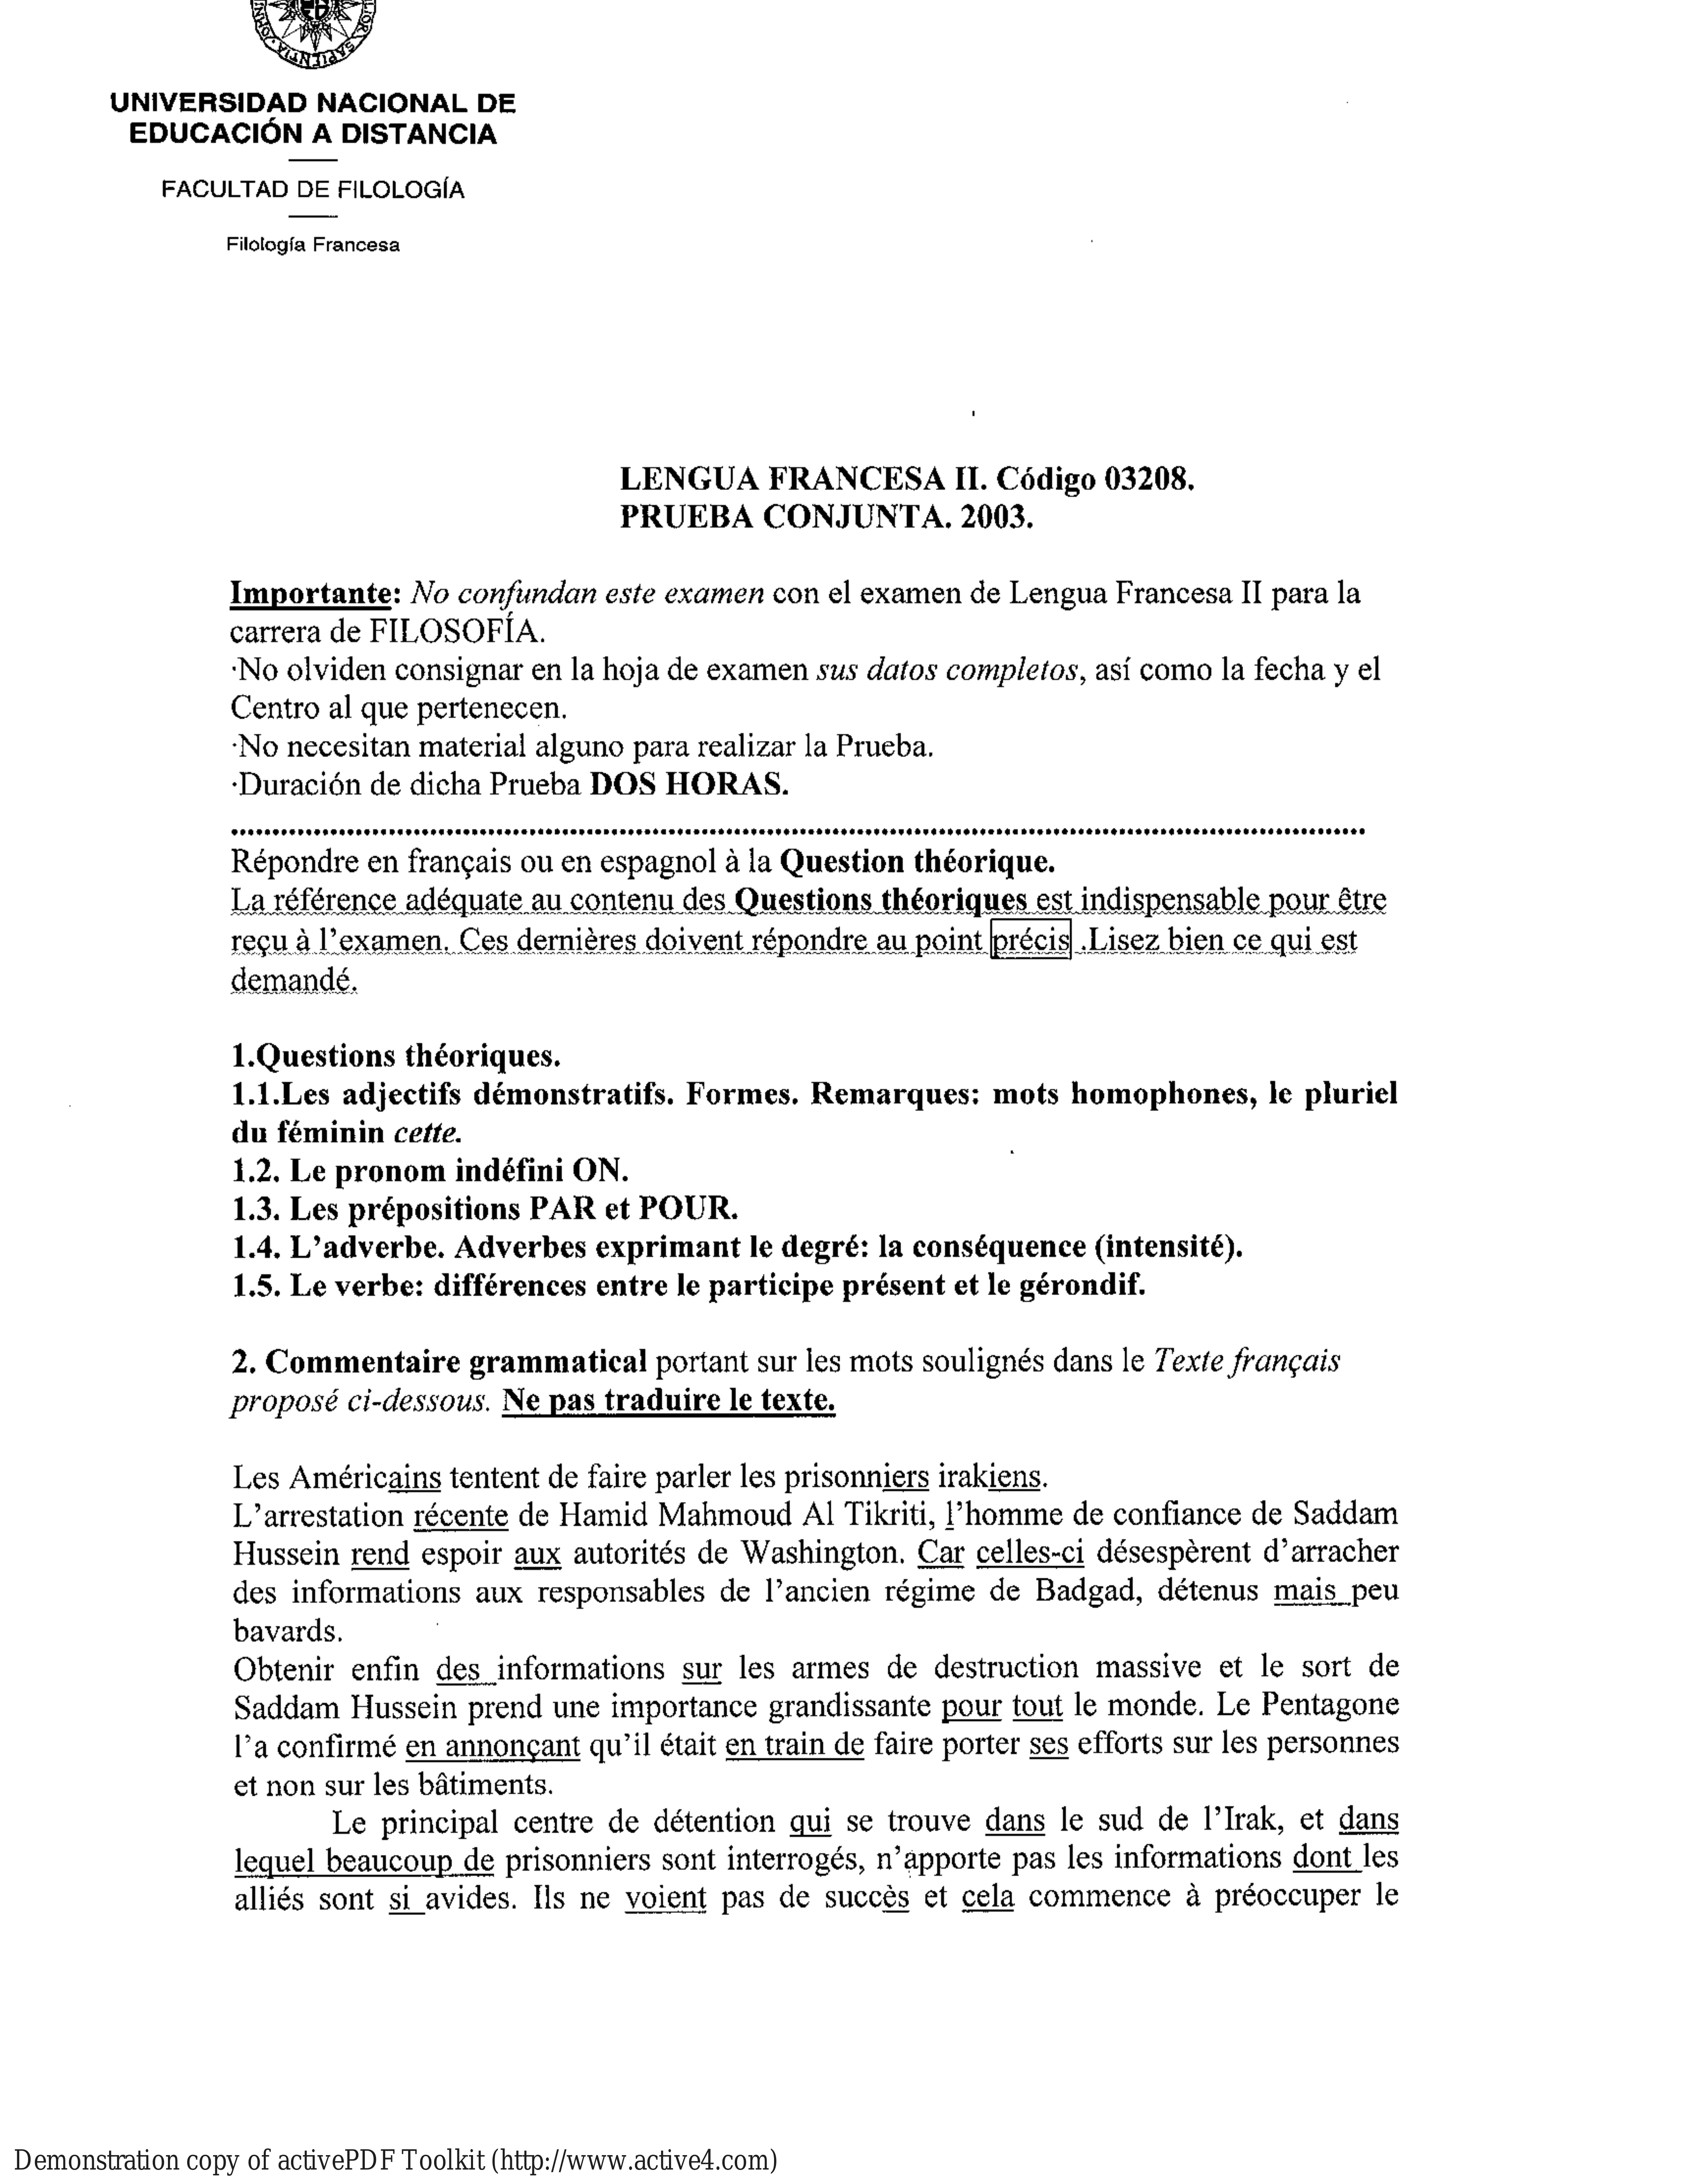 UNIVERSIDAD NACIONAL DE
EDUCACIÓN A DISTANCIA
FACULTAD DE FILOLOGÍA
Filología Francesa
LENGUA FRANCESA II. Código 03208.
PRUEBA CONJUNTA. 2003.
Importante: No confundan este examen con el examen de Lengua Francesa II para la
carrera de FILOSOFÍA.
·No olviden consignar en la hoja de examen sus datos completos, así como la fecha y el
Centro al que pertenecen.
·No necesitan material alguno para realizar la Prueba.
·Duración de dicha Prueba DOS HORAS.
Répondre en français ou en espagnol à la Question théorique.
La référence adéquate au contenu des Questions théoriques est indispensable pour être
reçu à l'examen. Ces dernières doivent répondre au point précis .Lisez bien ce qui est
demandé.
1.Questions théoriques.
1.1.Les adjectifs démonstratifs. Formes. Remarques: mots homophones, le pluriel
du féminin cette.
1.2. Le pronom indéfini ON.
1.3. Les prépositions PAR et POUR.
1.4. L'adverbe. Adverbes exprimant le degré: la conséquence (intensité).
1.5. Le verbe: différences entre le participe présent et le gérondif.
2. Commentaire grammatical portant sur les mots soulignés dans le Texte français
proposé ci-dessous. Ne pas traduire le texte.
Les Américains tentent de faire parler les prisonniers irakiens.
L'arrestation récente de Hamid Mahmoud Al Tikriti, l'homme de confiance de Saddam
Hussein rend espoir aux autorités de Washington. Car celles-ci désespèrent d'arracher
des informations aux responsables de l'ancien régime de Badgad, détenus mais peu
bavards.
Obtenir enfin des informations sur les armes de destruction massive et le sort de
Saddam Hussein prend une importance grandissante pour tout le monde. Le Pentagone
l'a confirmé en annonçant qu'il était en train de faire porter ses efforts sur les personnes
et non sur les bâtiments.
Le principal centre de détention qui se trouve dans le sud de l'Irak, et dans
lequel beaucoup de prisonniers sont interrogés, n'apporte pas les informations dont les
alliés sont si avides. Ils ne voient pas de succès et cela commence à préoccuper le
Demonstration copy of activePDF Toolkit (http://www.active4.com)